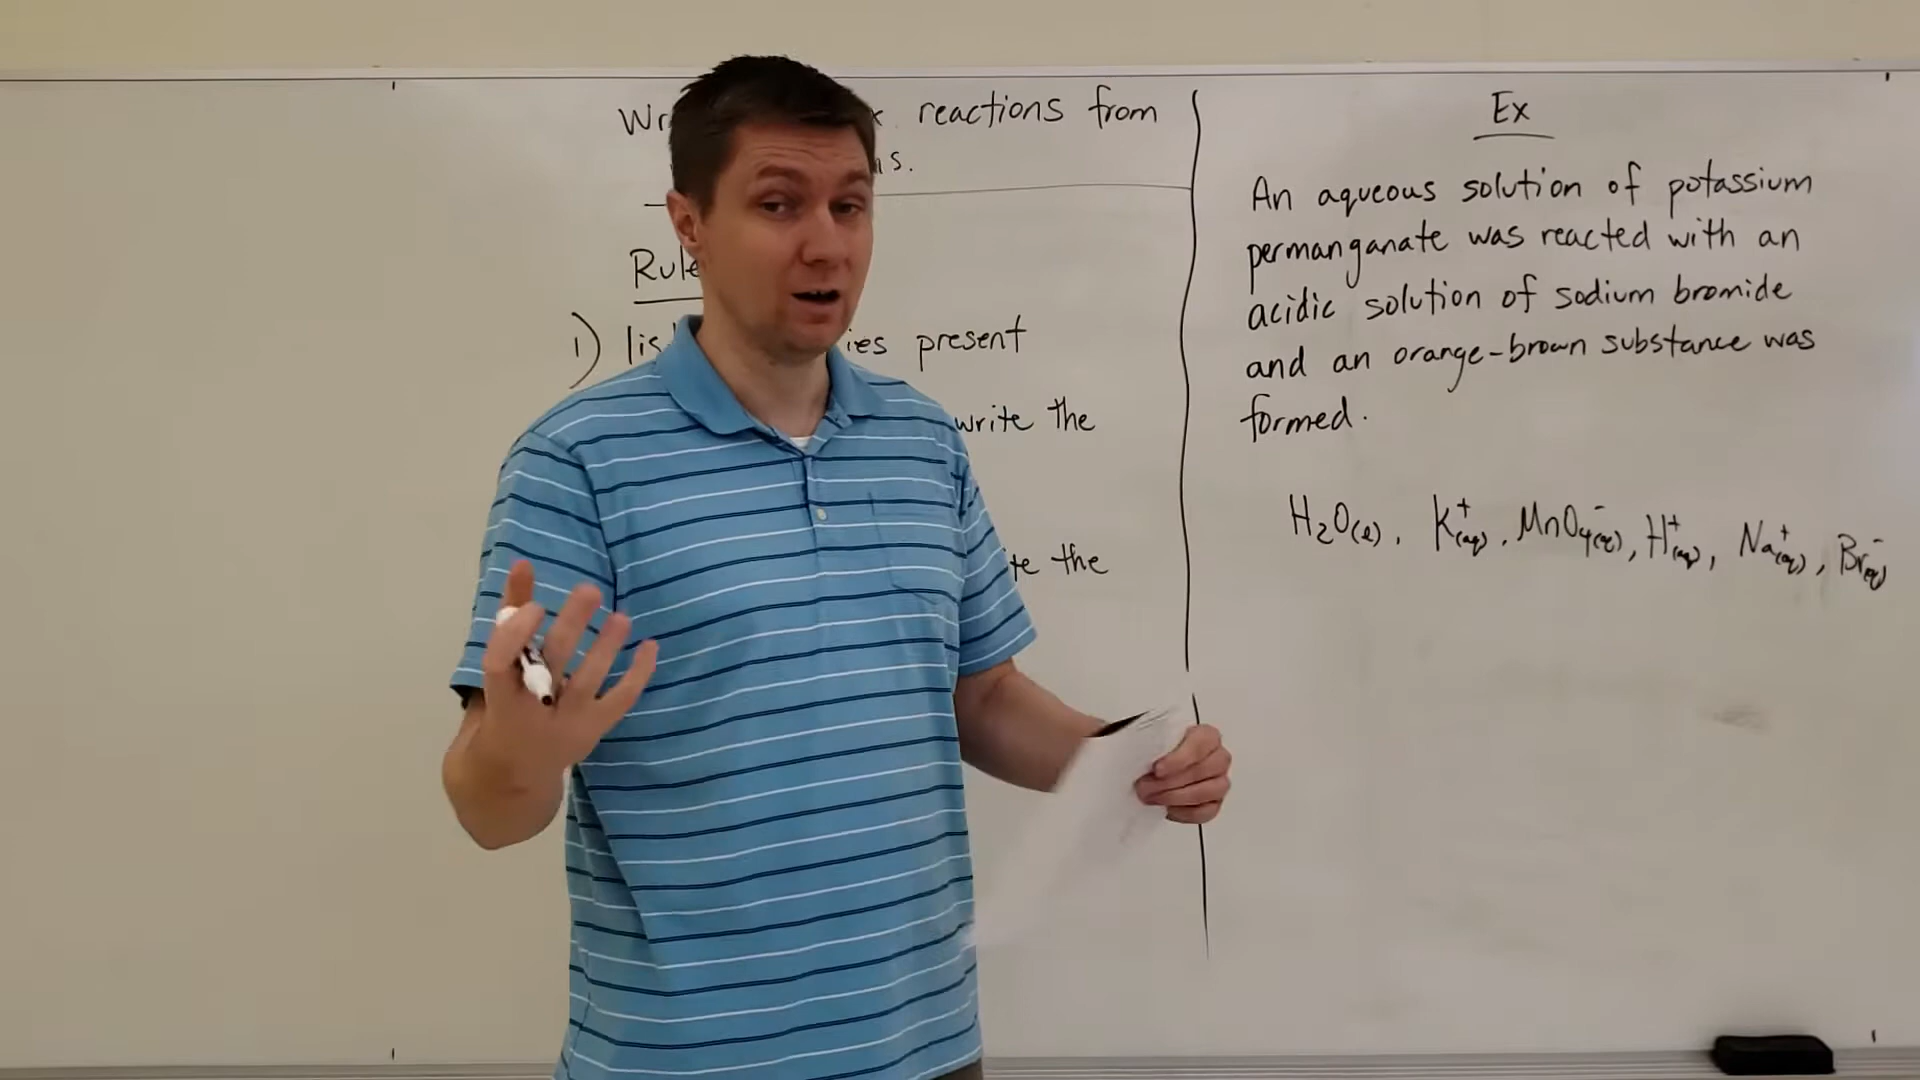 reactions from
Rule
1) lis ies present
write the
te the
Ex
An aqueous solution of potassium
permanganate was reacted with an
acidic solution of sodium bromide
and an orange-brown substance was
formed.
H₂O(l), K⁺(aq), MnO₄⁻(aq), H⁺(aq), Na⁺(aq), Br⁻(aq)